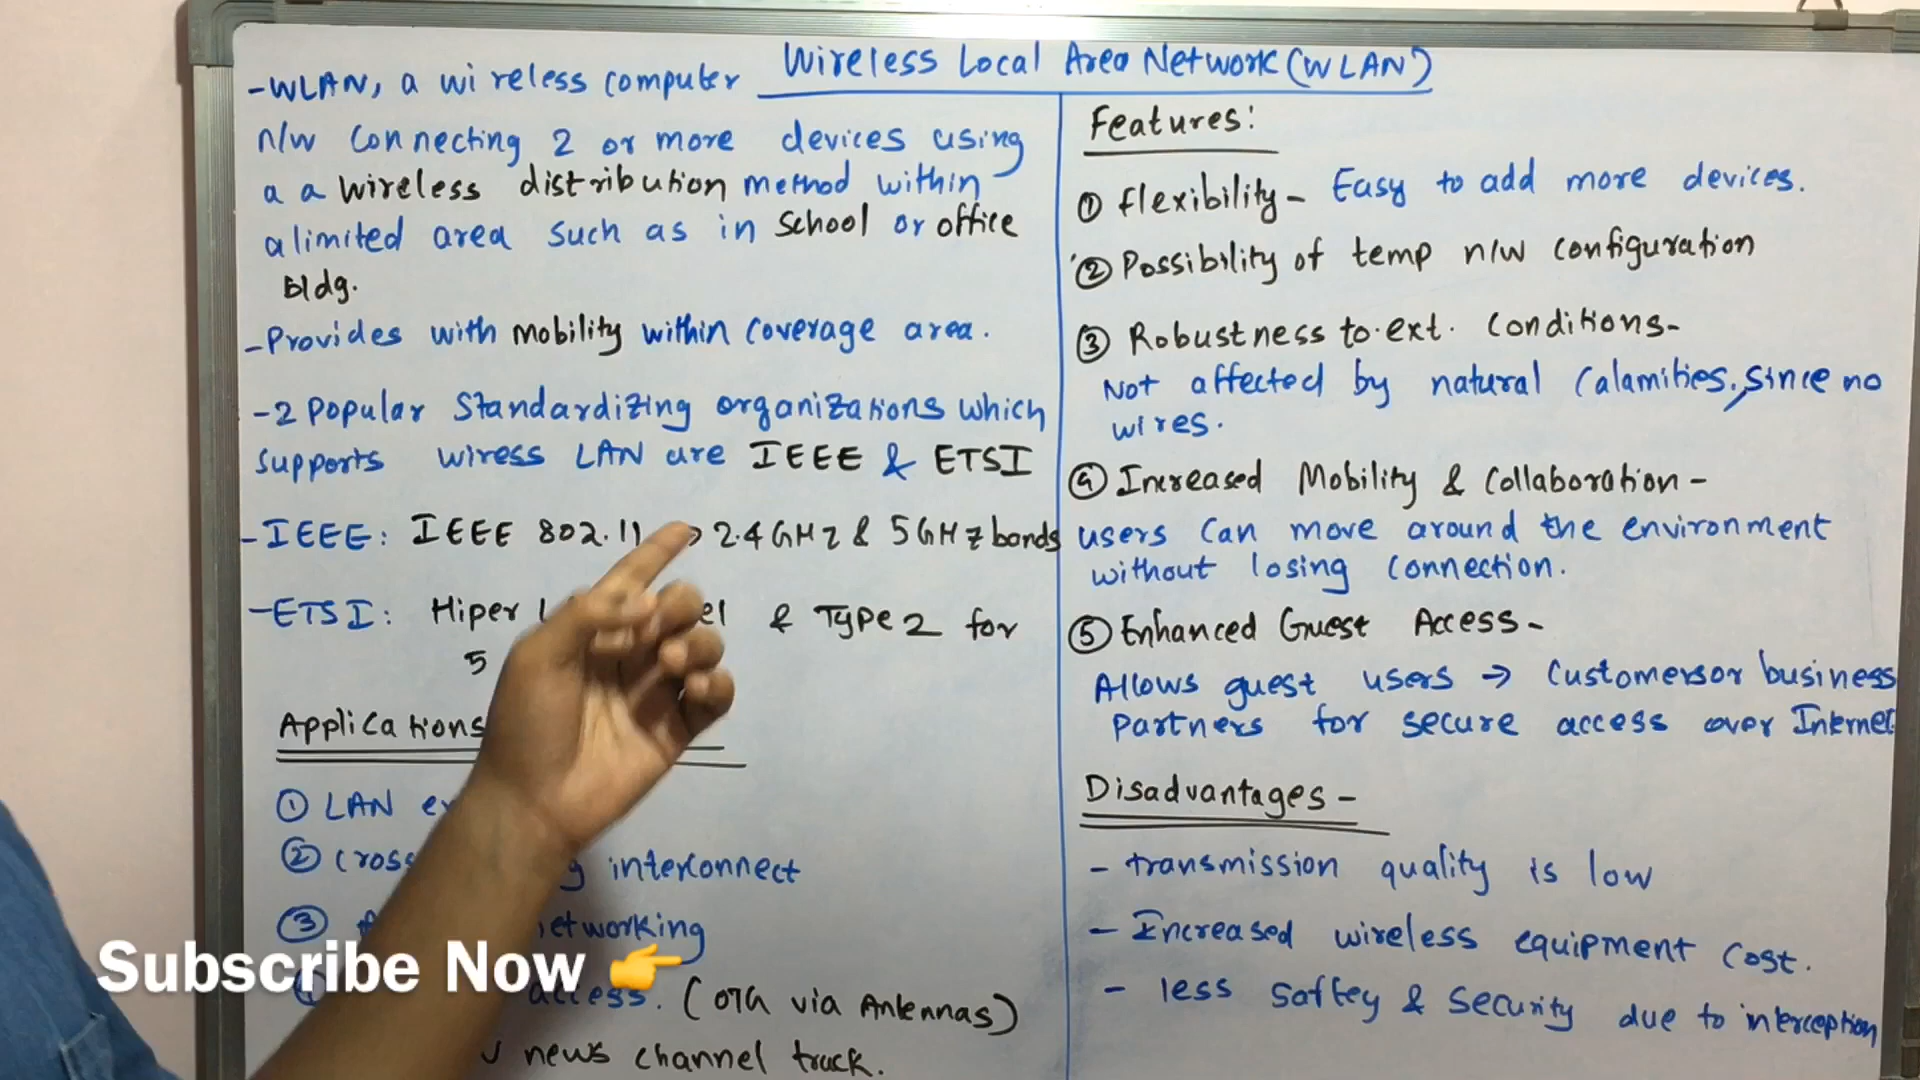 Wireless Local Area Network (WLAN)
-WLAN, a wireless computer
n/w connecting 2 or more devices using
a a wireless distribution method within
a limited area such as in school or office
Bldg.
-Provides with mobility within coverage area.
-2 Popular Standardizing organizations which
supports wiress LAN are IEEE & ETSI
-IEEE: IEEE 802.11 2.4 GHz & 5 GHz bands
-ETSI: Hiper & Type 2 for
5
Applications
① LAN
② interconnect
③ networking
access. (OTA via Antennas)
news channel truck.
Features:
① flexibility - Easy to add more devices.
② Possibility of temp n/w configuration
③ Robustness to ext. conditions-
Not affected by natural calamities, since no
wires.
④ Increased Mobility & Collaboration -
users can move around the environment
without losing connection.
⑤ Enhanced Guest Access -
Allows guest users → Customers or business
Partners for secure access over Internet
Disadvantages -
- transmission quality is low
- Increased wireless equipment cost.
- less saftey & security due to interception
Subscribe Now 👉